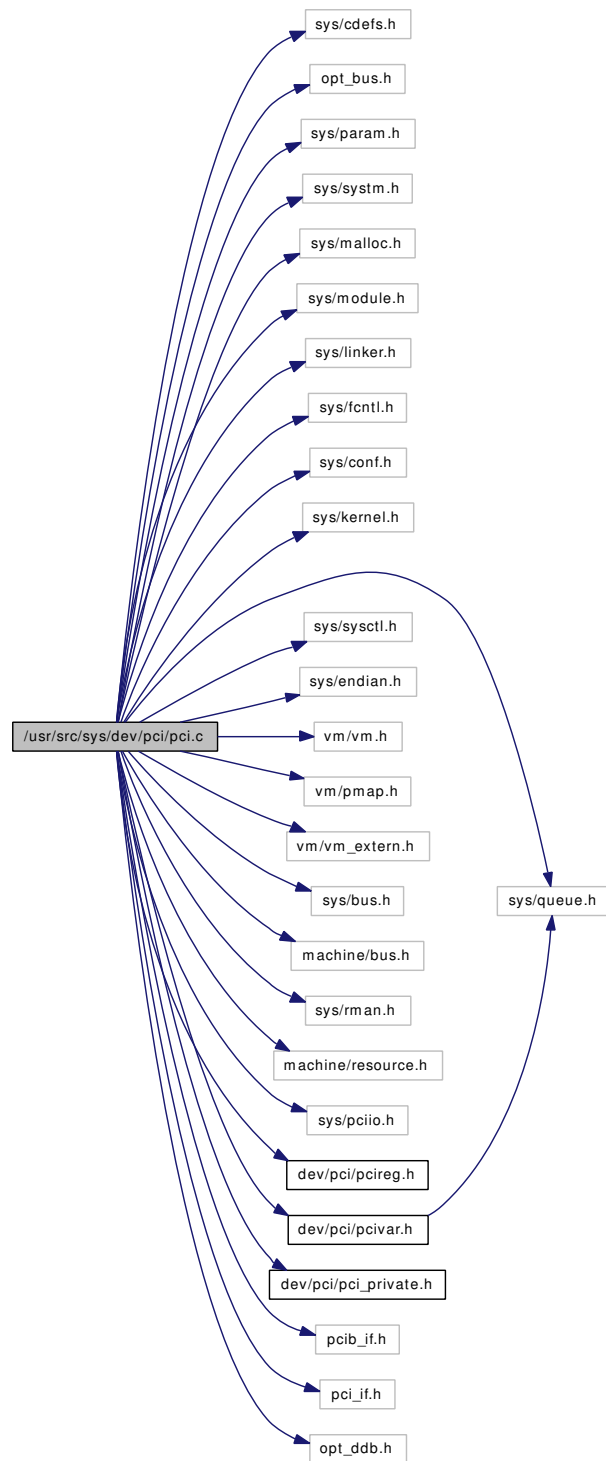 sys/cdefs.h
opt_bus.h
sys/param.h
sys/systm.h
sys/malloc.h
sys/module.h
sys/linker.h
sys/fcntl.h
sys/conf.h
sys/kernel.h
sys/sysctl.h
sys/endian.h
/usr/src/sys/dev/pci/pci.c
vm/vm.h
vm/pmap.h
vm/vm_extern.h
sys/bus.h
sys/queue.h
machine/bus.h
sys/rman.h
machine/resource.h
sys/pciio.h
dev/pci/pcireg.h
dev/pci/pcivar.h
dev/pci/pci_private.h
pcib_if.h
pci_if.h
opt_ddb.h